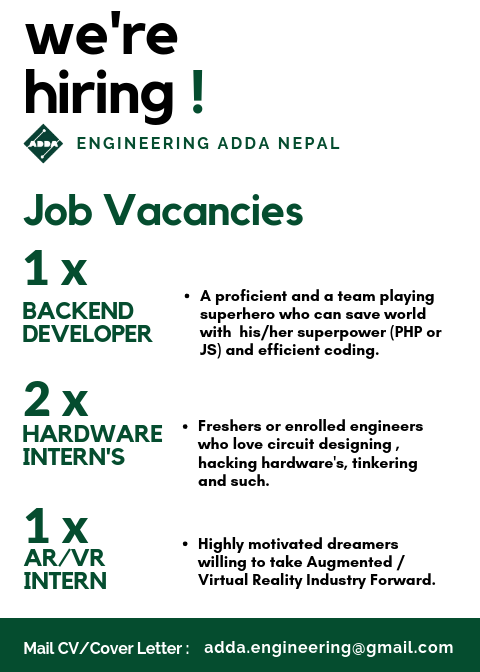 we're
hiring !
ADDA
ENGINEERING ADDA NEPAL
Job Vacancies
1 x
BACKEND
DEVELOPER
• A proficient and a team playing
superhero who can save world
with his/her superpower (PHP or
JS) and efficient coding.
2 x
HARDWARE
INTERN'S
• Freshers or enrolled engineers
who love circuit designing ,
hacking hardware's, tinkering
and such.
1 x
AR/VR
INTERN
• Highly motivated dreamers
willing to take Augmented /
Virtual Reality Industry Forward.
Mail CV/Cover Letter : adda.engineering@gmail.com